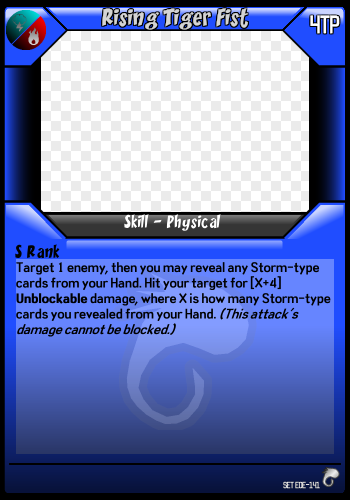 Rising Tiger Fist
4TP
Skill - Physical
S Rank
Target 1 enemy, then you may reveal any Storm-type
cards from your Hand. Hit your target for [X+4]
Unblockable damage, where X is how many Storm-type
cards you revealed from your Hand. (This attack's
damage cannot be blocked.)
SET EDE-141